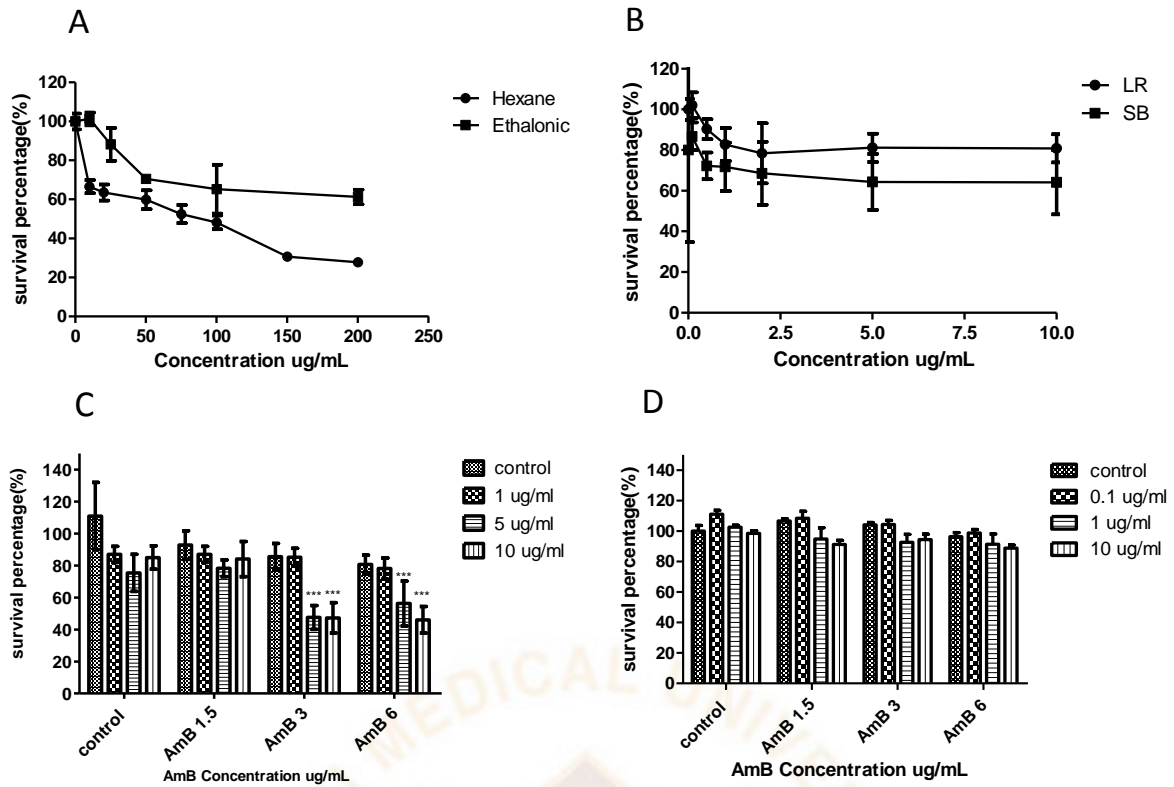 A
survival percentage(%)
120
100
80
60
40
20
0
0 50 100 150 200 250
Concentration ug/mL
Hexane
Ethalonic
B
survival percentage(%)
120
100
80
60
40
20
0
0.0 2.5 5.0 7.5 10.0
Concentration ug/mL
LR
SB
C
survival percentage(%)
140
120
100
80
60
40
20
0
*** *** *** ***
control AmB 1.5 AmB 3 AmB 6
AmB Concentration ug/mL
control
1 ug/ml
5 ug/ml
10 ug/ml
D
survival percentage(%)
140
120
100
80
60
40
20
0
control AmB 1.5 AmB 3 AmB 6
AmB Concentration ug/mL
control
0.1 ug/ml
1 ug/ml
10 ug/ml
MEDICAL